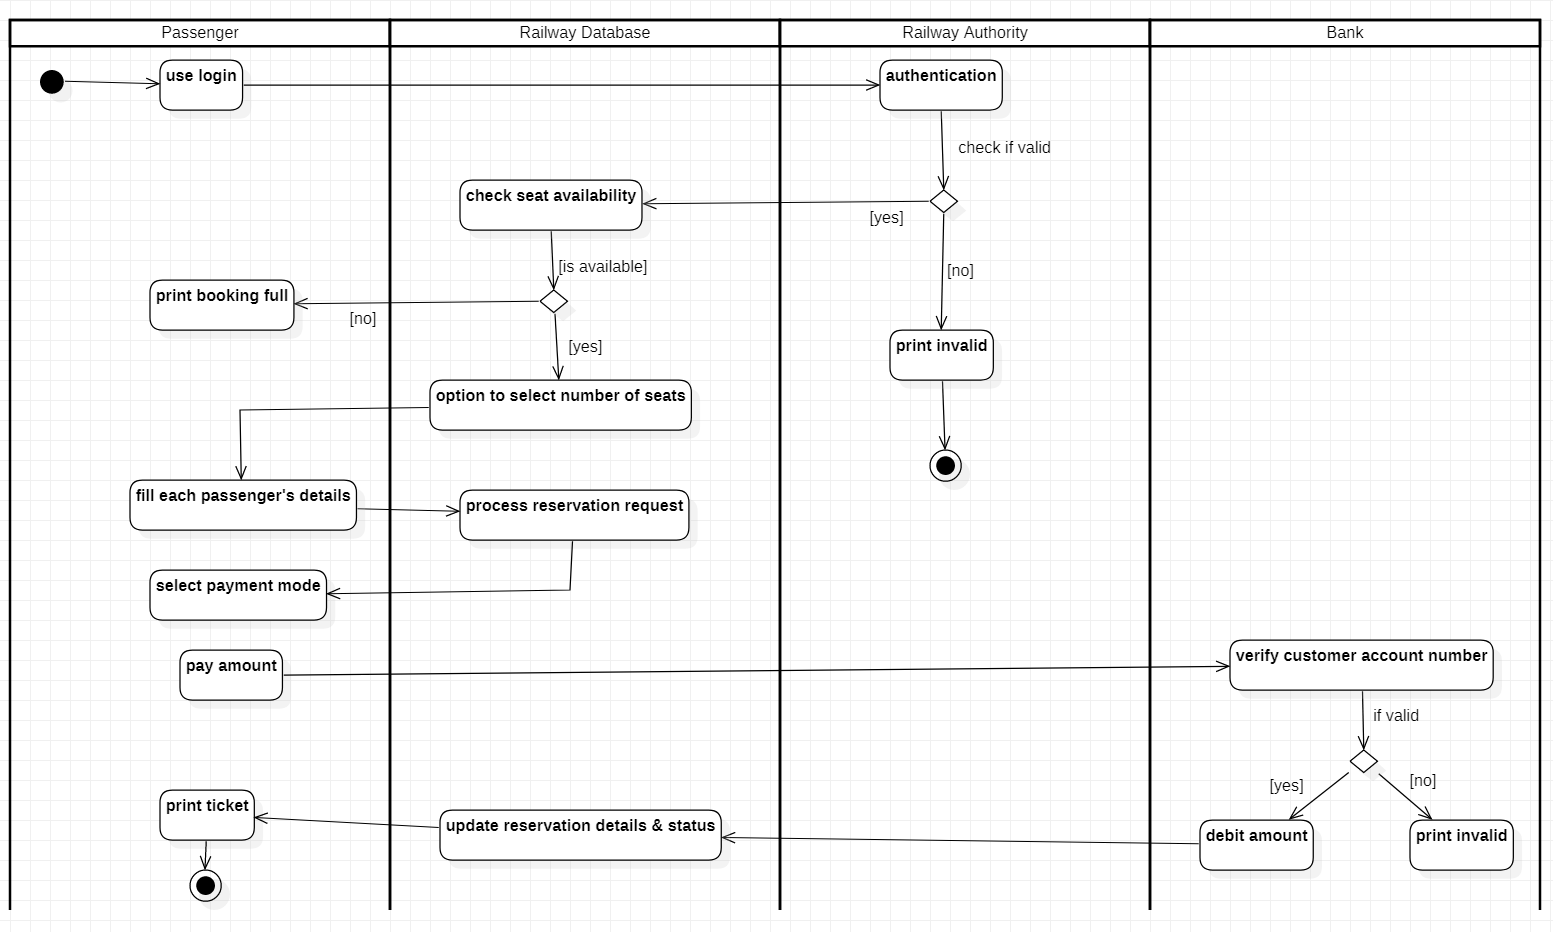 Passenger
Railway Database
Railway Authority
Bank
use login
authentication
check if valid
check seat availability
[yes]
[is available]
[no]
print booking full
[no]
print invalid
[yes]
option to select number of seats
fill each passenger's details
process reservation request
select payment mode
pay amount
verify customer account number
if valid
[yes]
[no]
print ticket
update reservation details & status
debit amount
print invalid